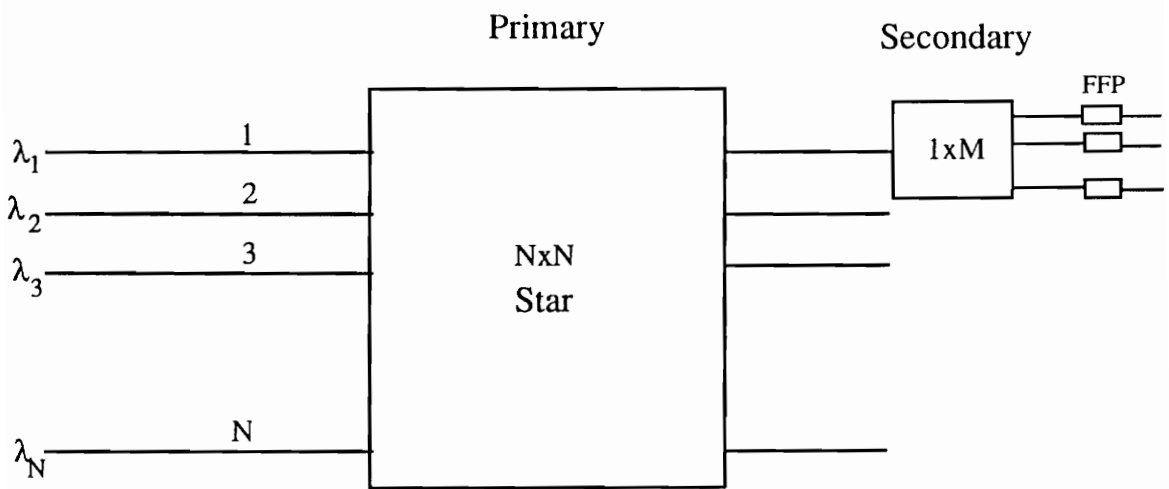 Primary
Secondary
FFP
λ₁ 1
1xM
λ₂ 2
λ₃ 3
NxN
Star
λN N